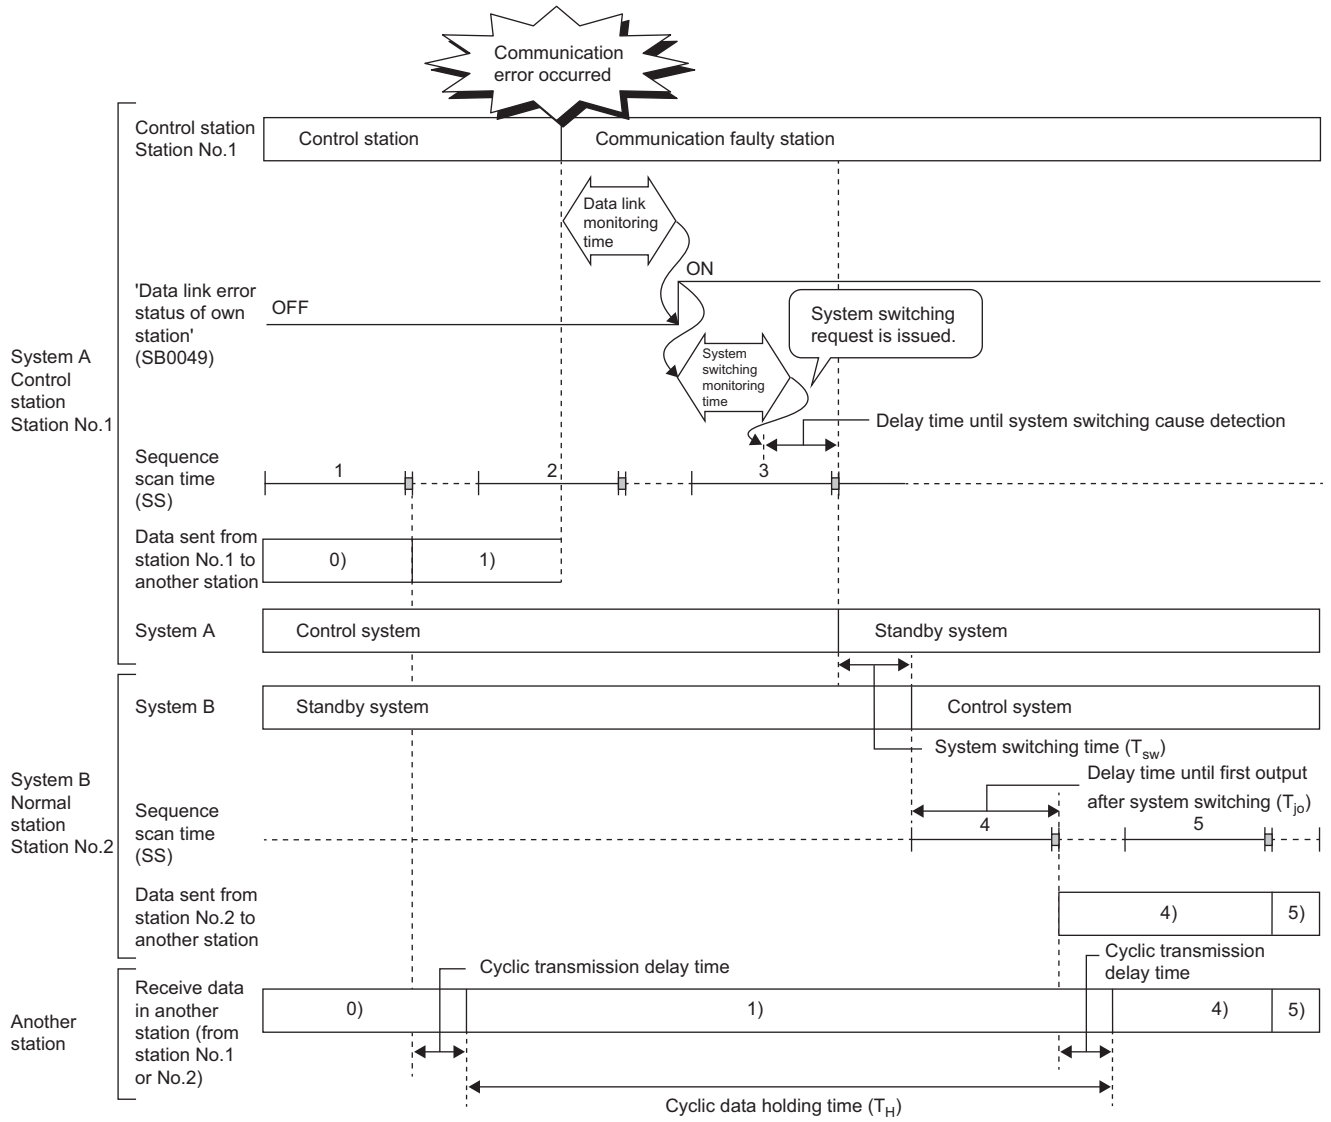 Communication
error occurred
Control station
Station No.1
Control station
Communication faulty station
Data link
monitoring
time
ON
'Data link error
status of own
station'
(SB0049)
OFF
System switching
request is issued.
System A
Control
station
Station No.1
System
switching
monitoring
time
Delay time until system switching cause detection
Sequence
scan time
(SS)
1
2
3
Data sent from
station No.1 to
another station
0)
1)
System A
Control system
Standby system
System B
Standby system
Control system
System switching time (Tsw)
System B
Normal
station
Station No.2
Delay time until first output
after system switching (Tjo)
Sequence
scan time
(SS)
4
5
Data sent from
station No.2 to
another station
4)
5)
Cyclic transmission delay time
Cyclic transmission
delay time
Another
station
Receive data
in another
station (from
station No.1
or No.2)
0)
1)
4)
5)
Cyclic data holding time (TH)